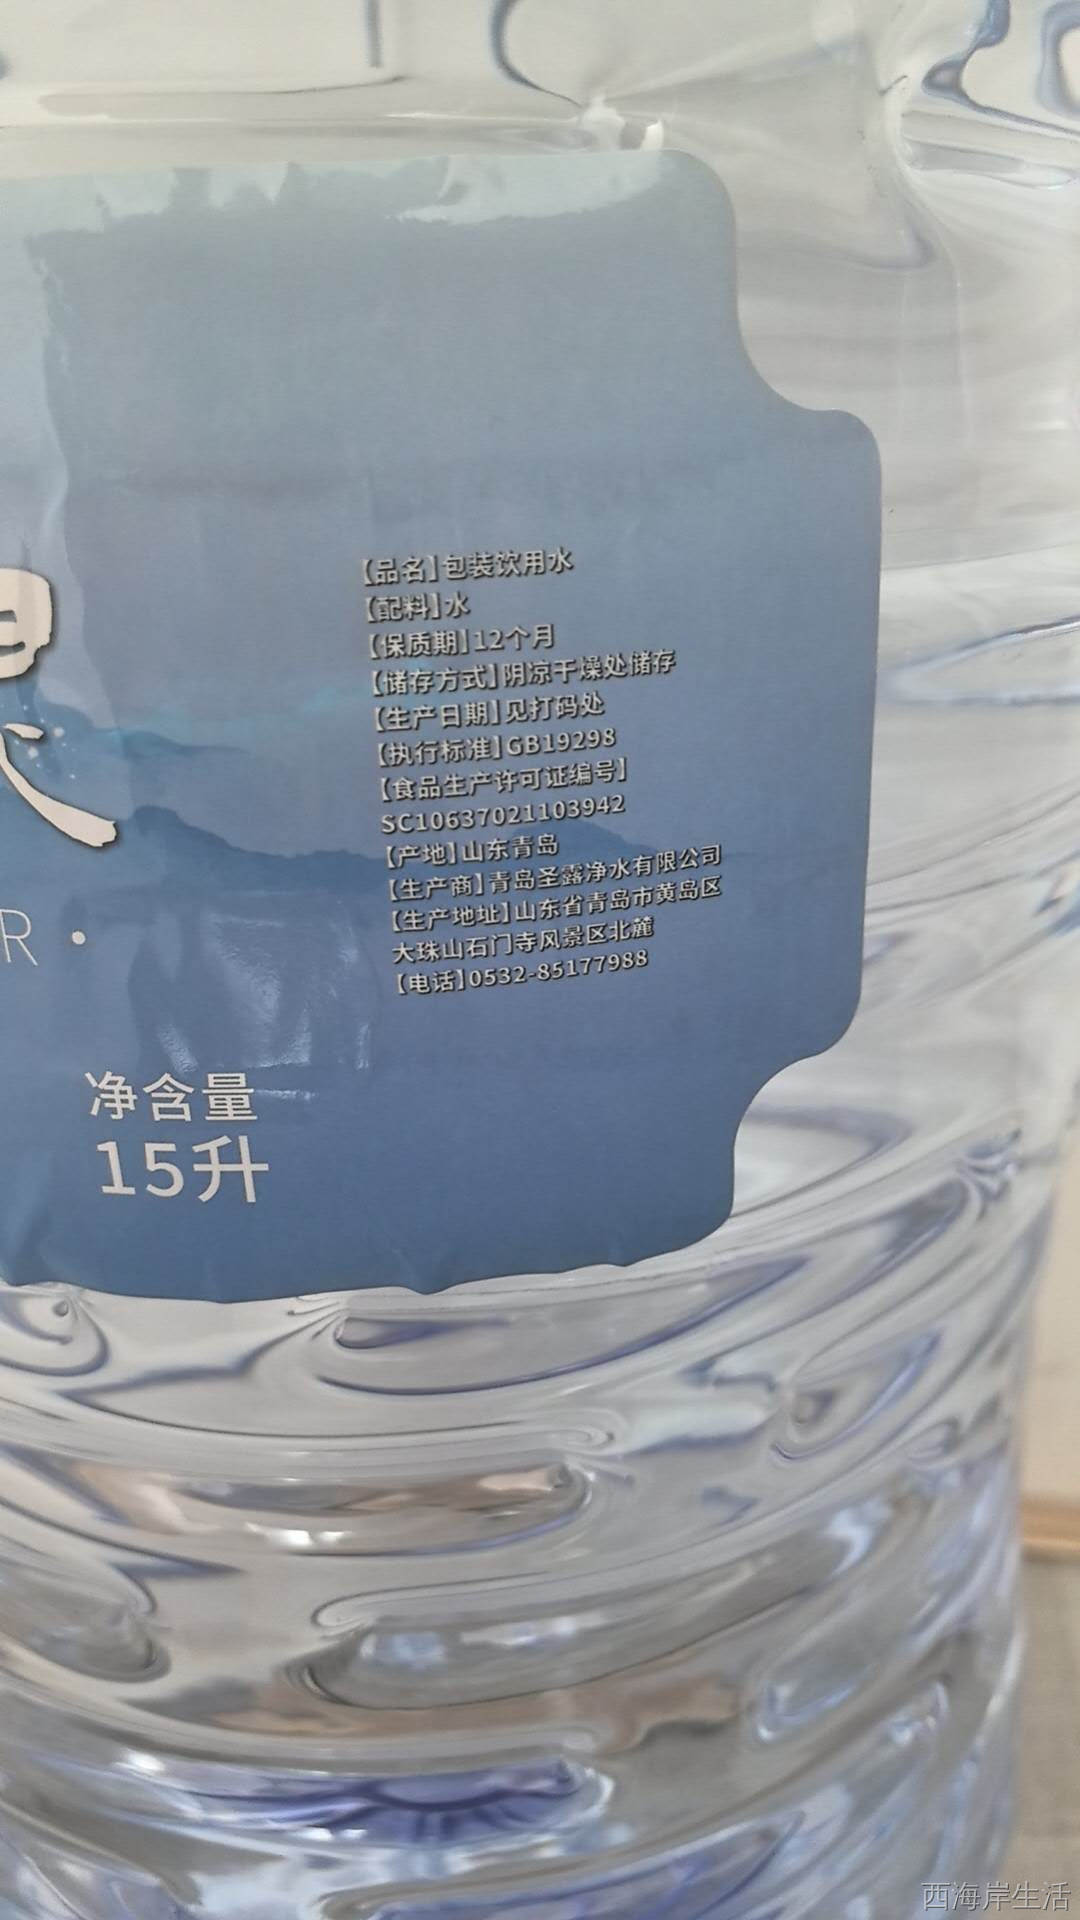 【品名】包装饮用水
【配料】水
【保质期】12个月
【储存方式】阴凉干燥处储存
【生产日期】见打码处
【执行标准】GB19298
【食品生产许可证编号】
SC10637021103942
【产地】山东青岛
【生产商】青岛圣露净水有限公司
【生产地址】山东省青岛市黄岛区
大珠山石门寺风景区北麓
【电话】0532-85177988
R·
净含量
15升
西海岸生活